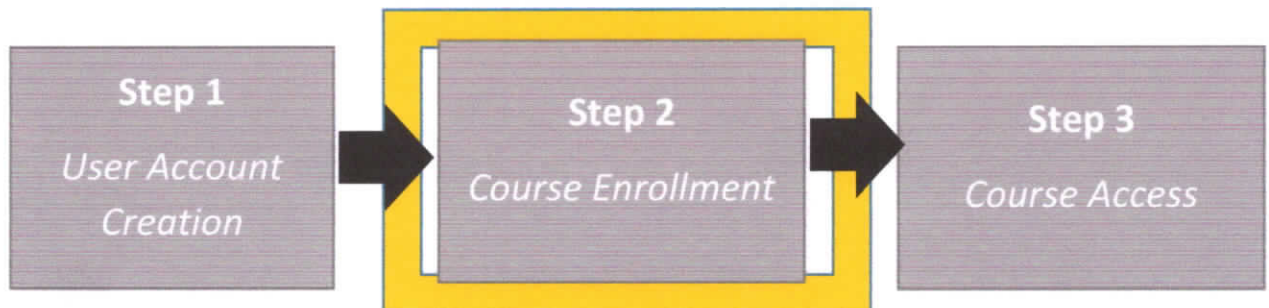 Step 1
User Account
Creation
Step 2
Course Enrollment
Step 3
Course Access